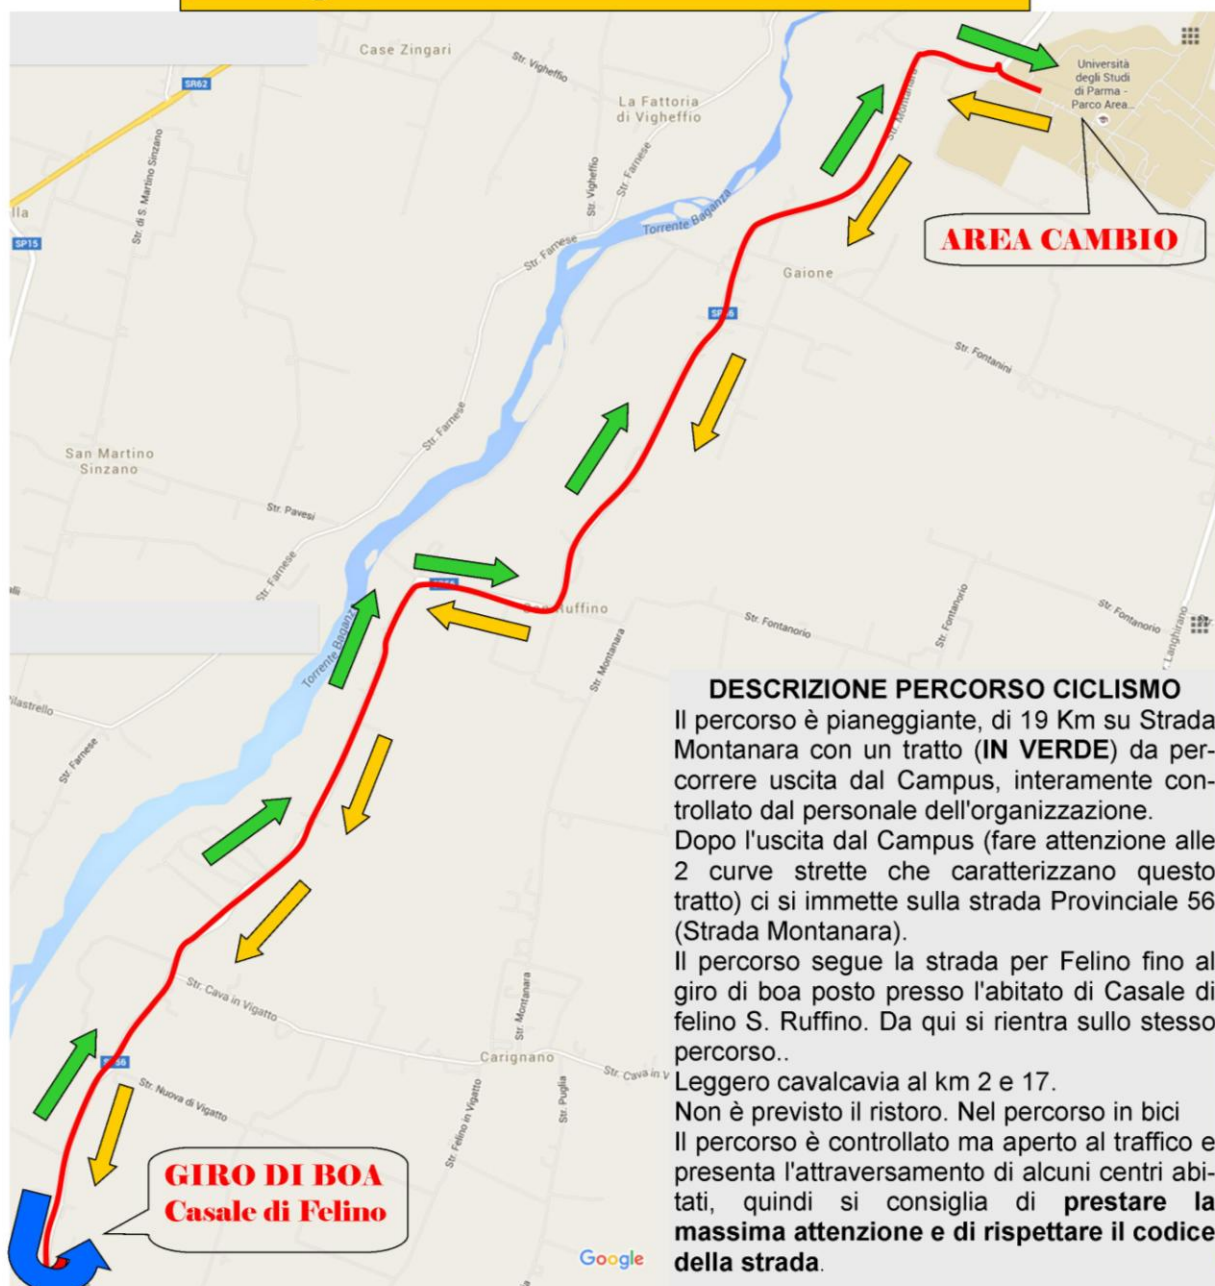 Case Zingari
Str. Vigheffio
SR62
La Fattoria
di Vigheffio
Università
degli Studi
di Parma -
Parco Area...
Str. Montanara
Str. di S. Martino Sinzano
Str. Vigheffio
Str. Farnese
lla
SP15
Torrente Baganza
Str. Farnese
AREA CAMBIO
Gaione
Str. Fontanini
Str. Farnese
San Martino
Sinzano
Str. Pavesi
Str. Farnese
Ruffino
Str. Fontanorio
Str. Fontanorio
Str. Fontanorio
Langhirano
Str. Montanara
Torrente Baganz
ilastrello
Str. Farnese
DESCRIZIONE PERCORSO CICLISMO
Il percorso è pianeggiante, di 19 Km su Strada
Montanara con un tratto (IN VERDE) da per-
correre uscita dal Campus, interamente con-
trollato dal personale dell'organizzazione.
Dopo l'uscita dal Campus (fare attenzione alle
2 curve strette che caratterizzano questo
tratto) ci si immette sulla strada Provinciale 56
(Strada Montanara).
Il percorso segue la strada per Felino fino al
giro di boa posto presso l'abitato di Casale di
felino S. Ruffino. Da qui si rientra sullo stesso
percorso..
Leggero cavalcavia al km 2 e 17.
Non è previsto il ristoro. Nel percorso in bici
Il percorso è controllato ma aperto al traffico e
presenta l'attraversamento di alcuni centri abi-
tati, quindi si consiglia di prestare la
massima attenzione e di rispettare il codice
della strada.
Str. Cava in Vigatto
Str. Montanara
Carignano
Str. Cava in V
Str. Nuova di Vigatto
Str. Felino in Vigatto
Str. Puglia
GIRO DI BOA
Casale di Felino
Google